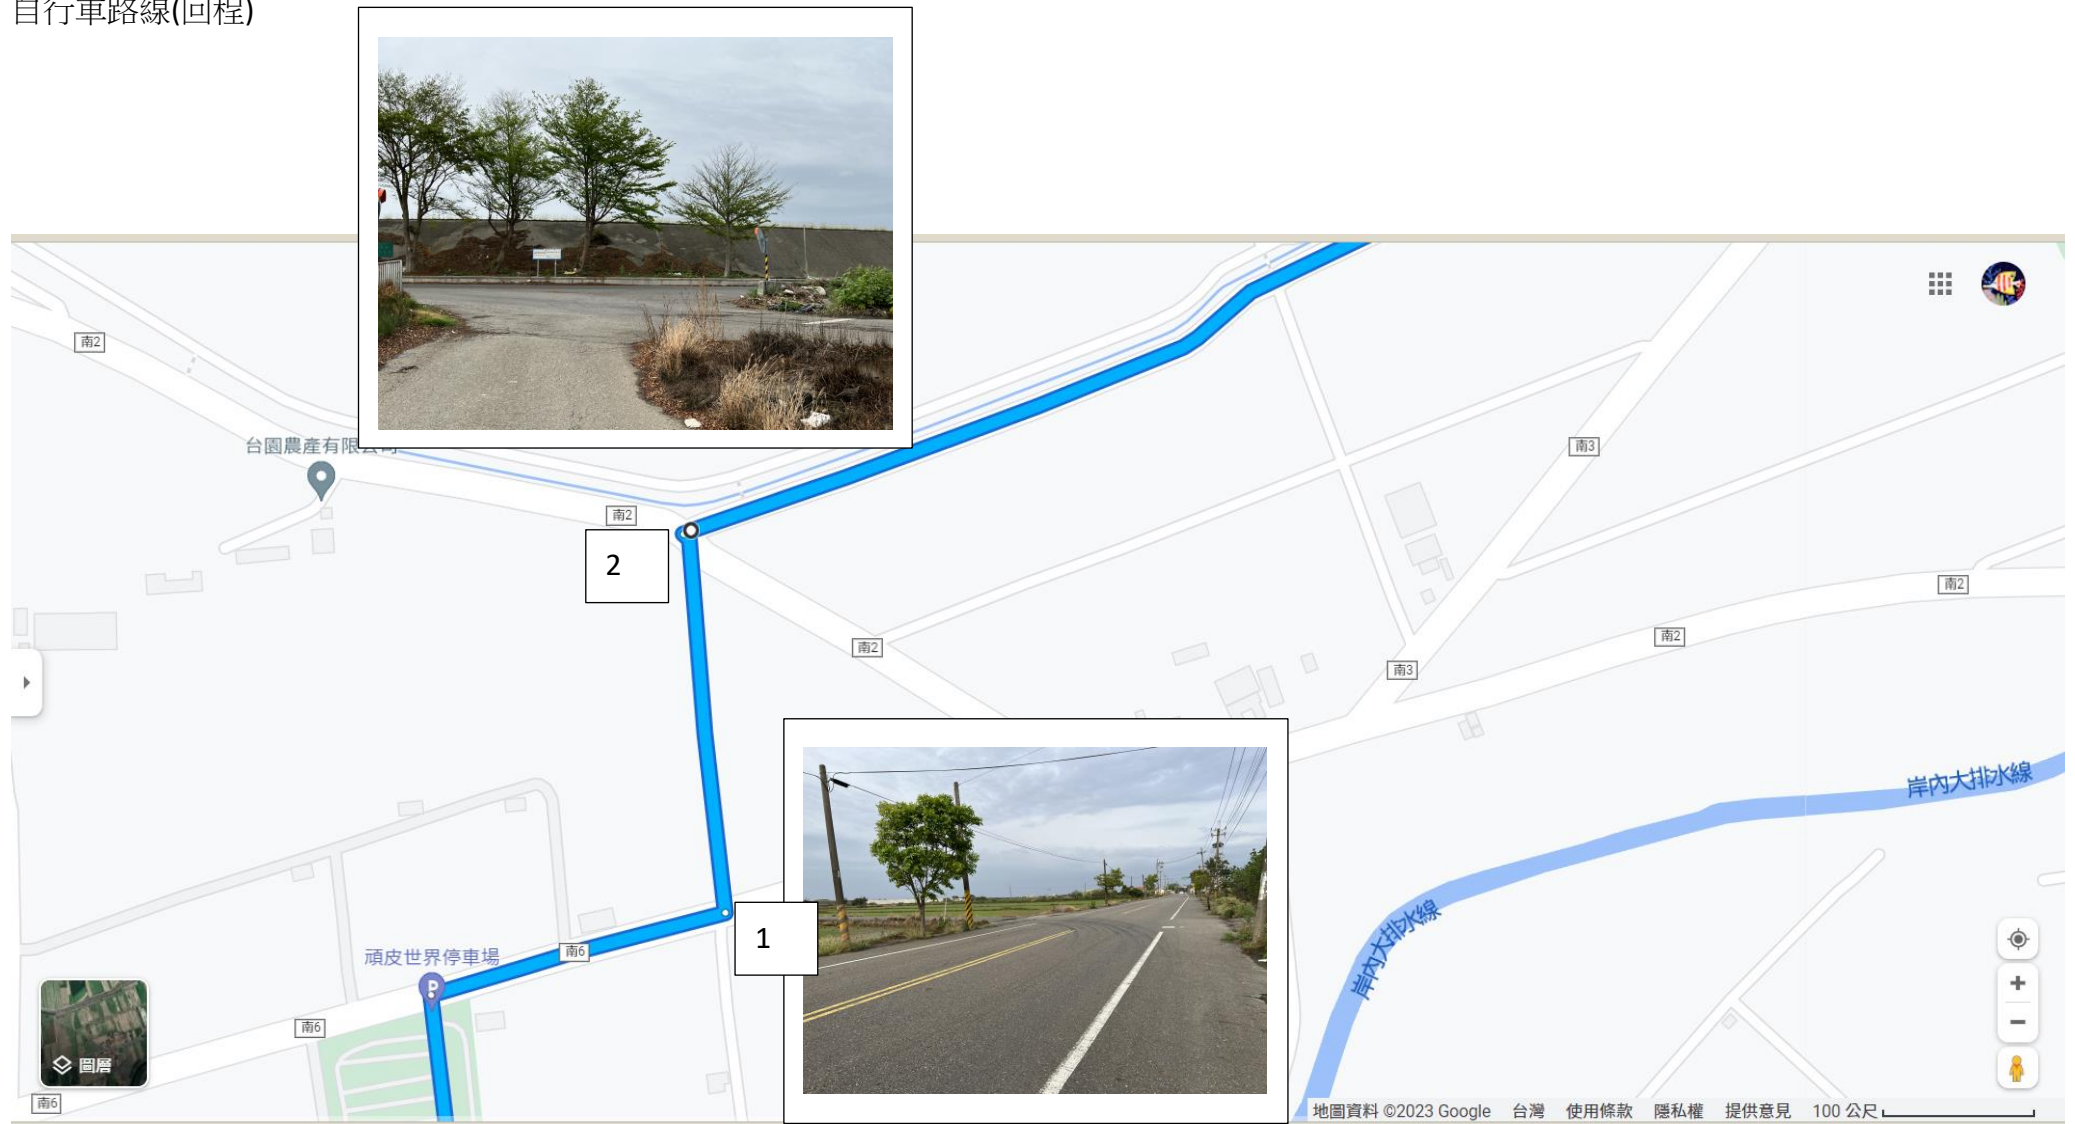 自行車路線(回程)
南2
台園農產有限
南2
2
南2
南3
南2
南2
南3
岸內大排水線
岸內大排水線
1
頑皮世界停車場
P
南6
南6
圖層
南6
地圖資料 ©2023 Google 台灣 使用條款 隱私權 提供意見 100 公尺